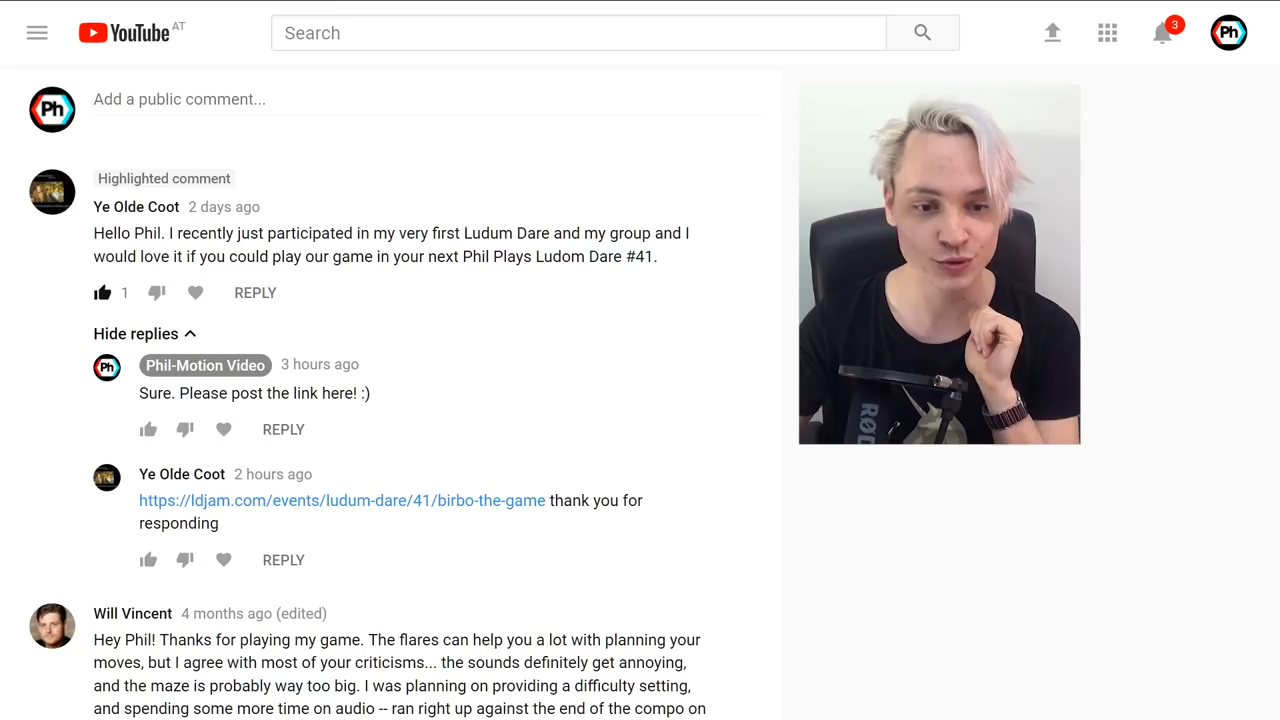 YouTube AT
Search
3
Ph
Ph
Add a public comment...
Highlighted comment
Ye Olde Coot 2 days ago
Hello Phil. I recently just participated in my very first Ludum Dare and my group and I
would love it if you could play our game in your next Phil Plays Ludom Dare #41.
1 REPLY
Hide replies
Ph
Phil-Motion Video 3 hours ago
Sure. Please post the link here! :)
REPLY
Ye Olde Coot 2 hours ago
https://ldjam.com/events/ludum-dare/41/birbo-the-game thank you for
responding
REPLY
Will Vincent 4 months ago (edited)
Hey Phil! Thanks for playing my game. The flares can help you a lot with planning your
moves, but I agree with most of your criticisms... the sounds definitely get annoying,
and the maze is probably way too big. I was planning on providing a difficulty setting,
and spending some more time on audio -- ran right up against the end of the compo on
RØD